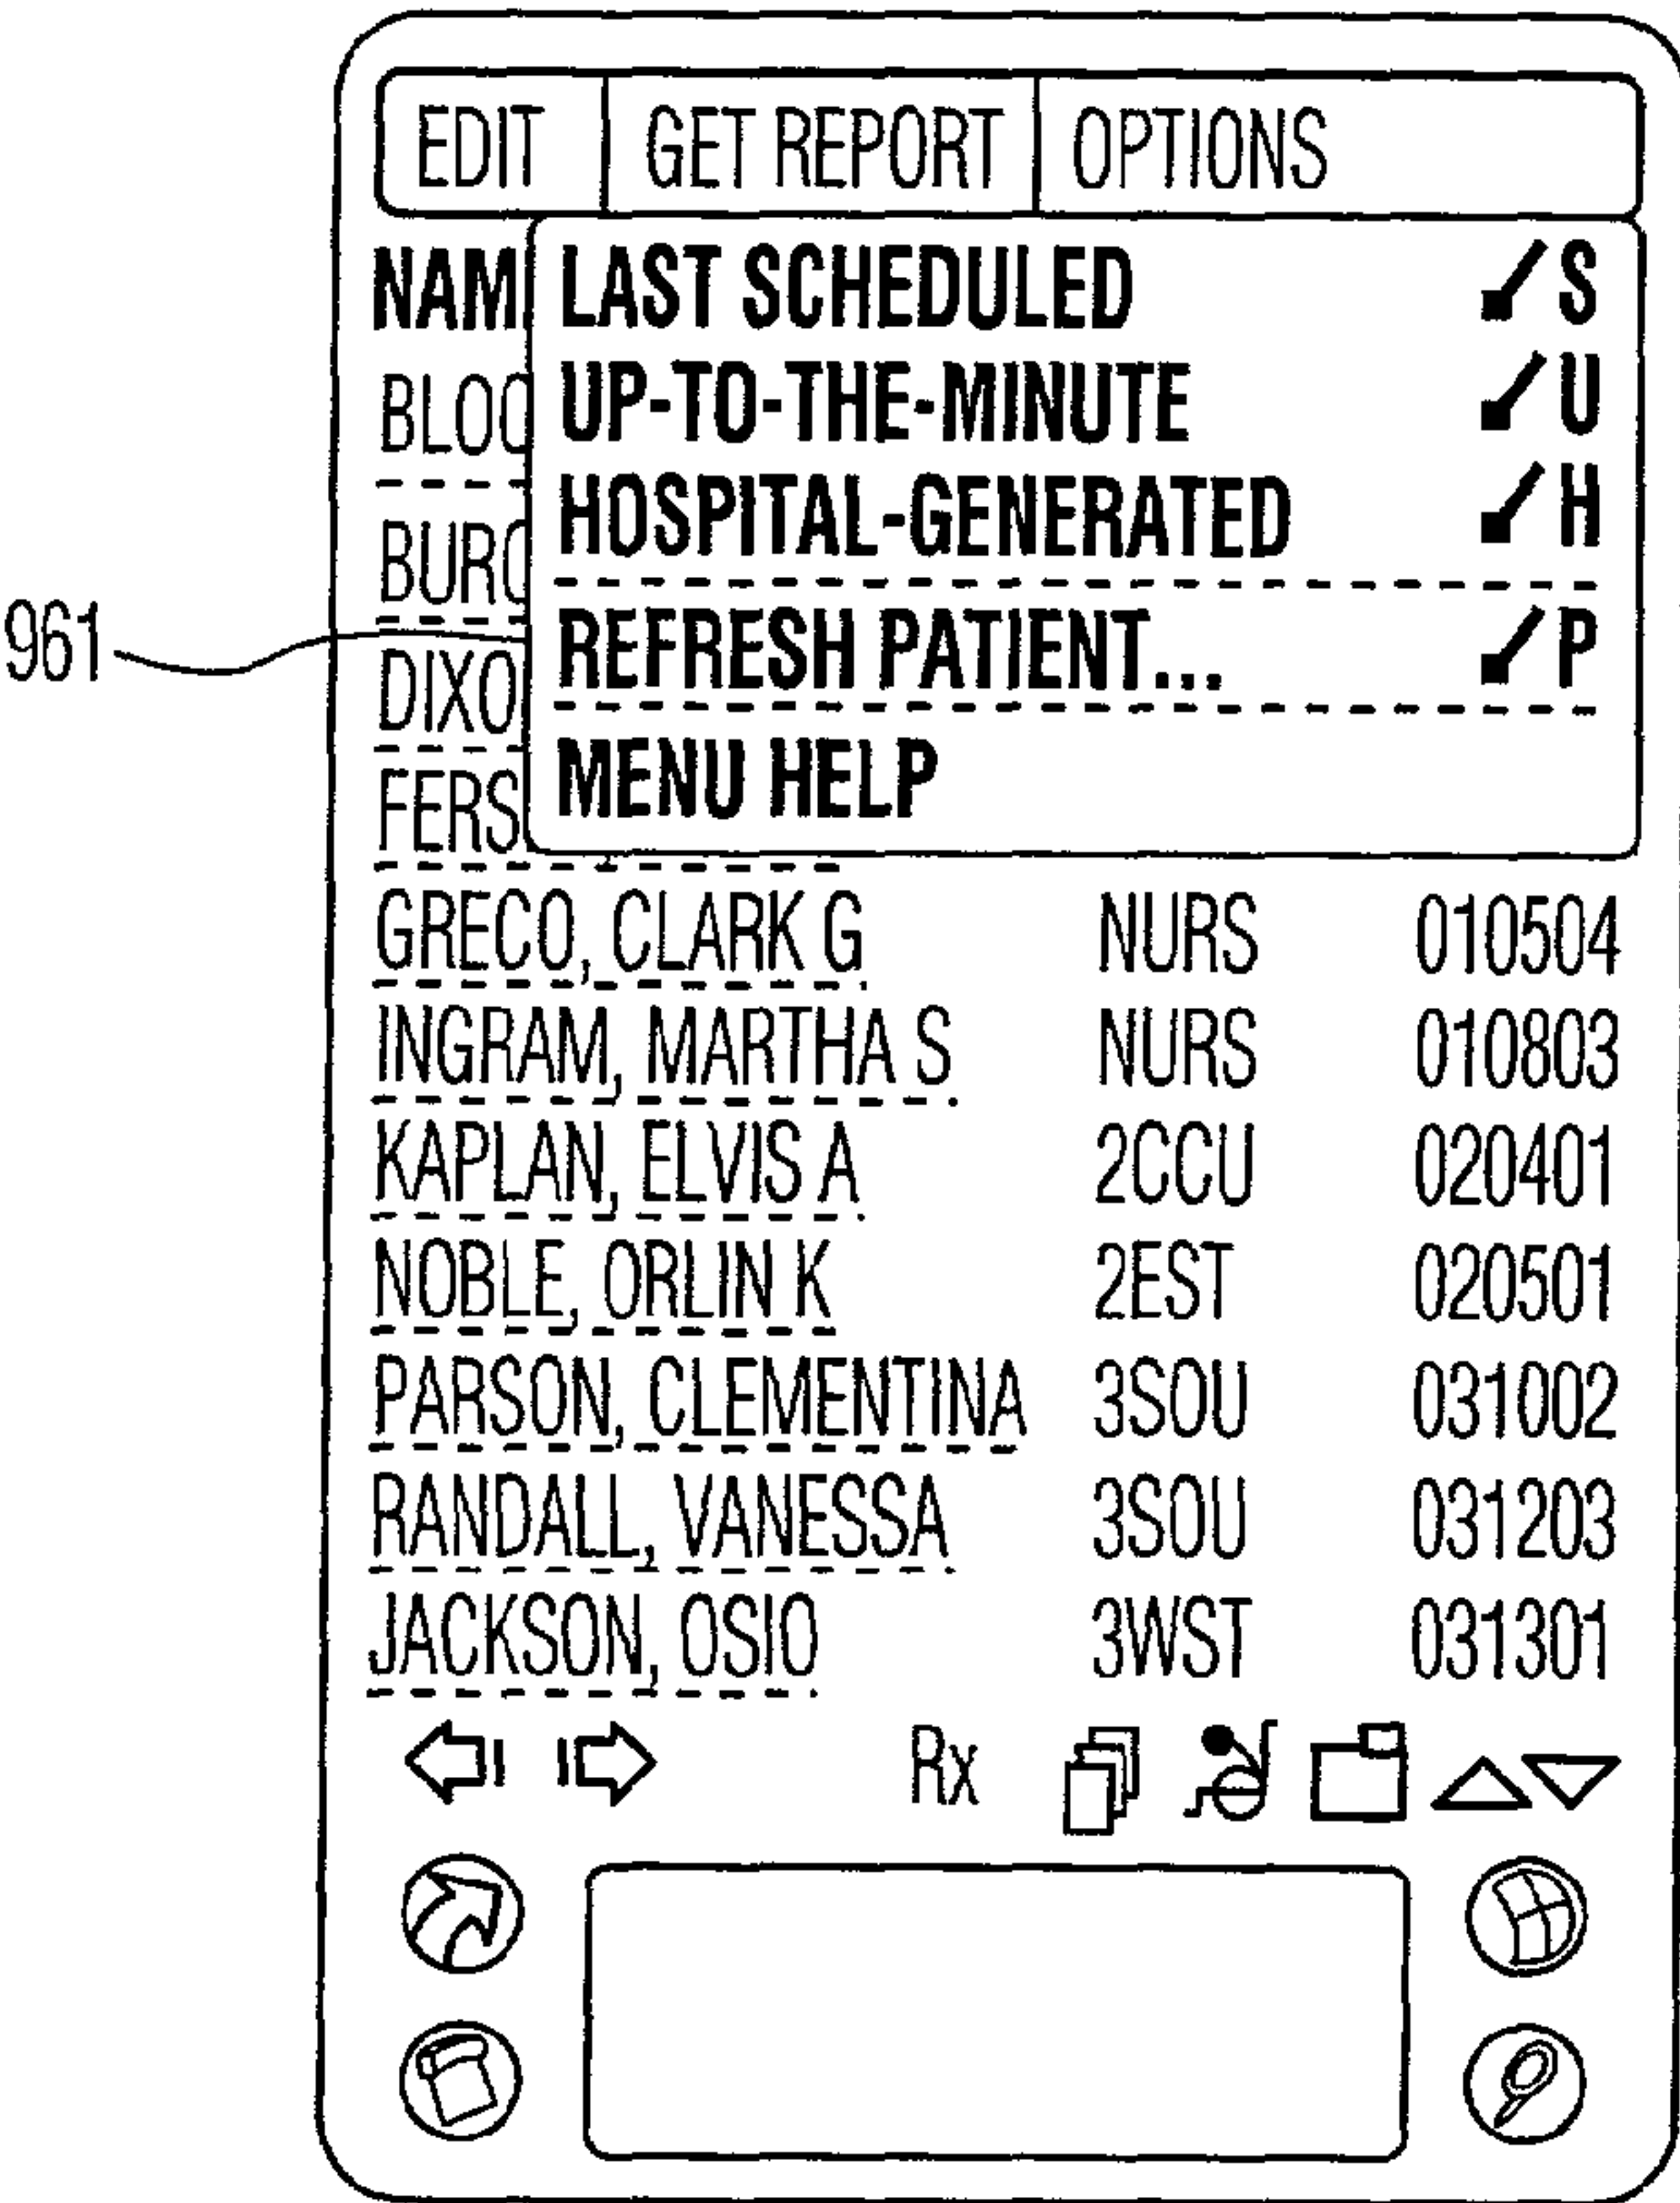 EDIT GET REPORT OPTIONS
NAM LAST SCHEDULED S
BLOC UP-TO-THE-MINUTE U
HOSPITAL-GENERATED H
BURC
961
REFRESH PATIENT... P
DIXO
MENU HELP
FERS
GRECO, CLARK G NURS 010504
INGRAM, MARTHA S NURS 010803
KAPLAN, ELVIS A 2CCU 020401
NOBLE, ORLIN K 2EST 020501
PARSON, CLEMENTINA 3SOU 031002
RANDALL, VANESSA 3SOU 031203
JACKSON, OSIO 3WST 031301
Rx